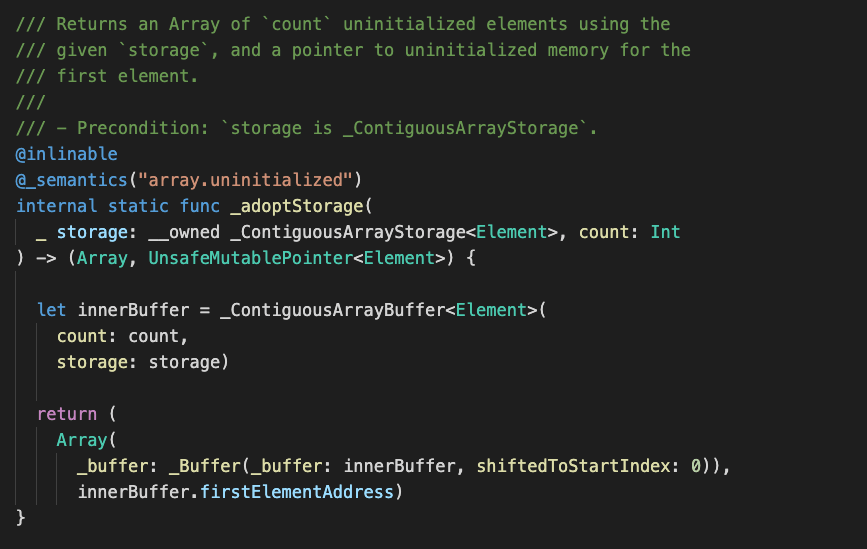 /// Returns an Array of `count` uninitialized elements using the
/// given `storage`, and a pointer to uninitialized memory for the
/// first element.
///
/// - Precondition: `storage is _ContiguousArrayStorage`.
@inlinable
@_semantics("array.uninitialized")
internal static func _adoptStorage(
  _ storage: __owned _ContiguousArrayStorage<Element>, count: Int
) -> (Array, UnsafeMutablePointer<Element>) {

  let innerBuffer = _ContiguousArrayBuffer<Element>(
    count: count,
    storage: storage)

  return (
    Array(
      _buffer: _Buffer(_buffer: innerBuffer, shiftedToStartIndex: 0)),
      innerBuffer.firstElementAddress)
}